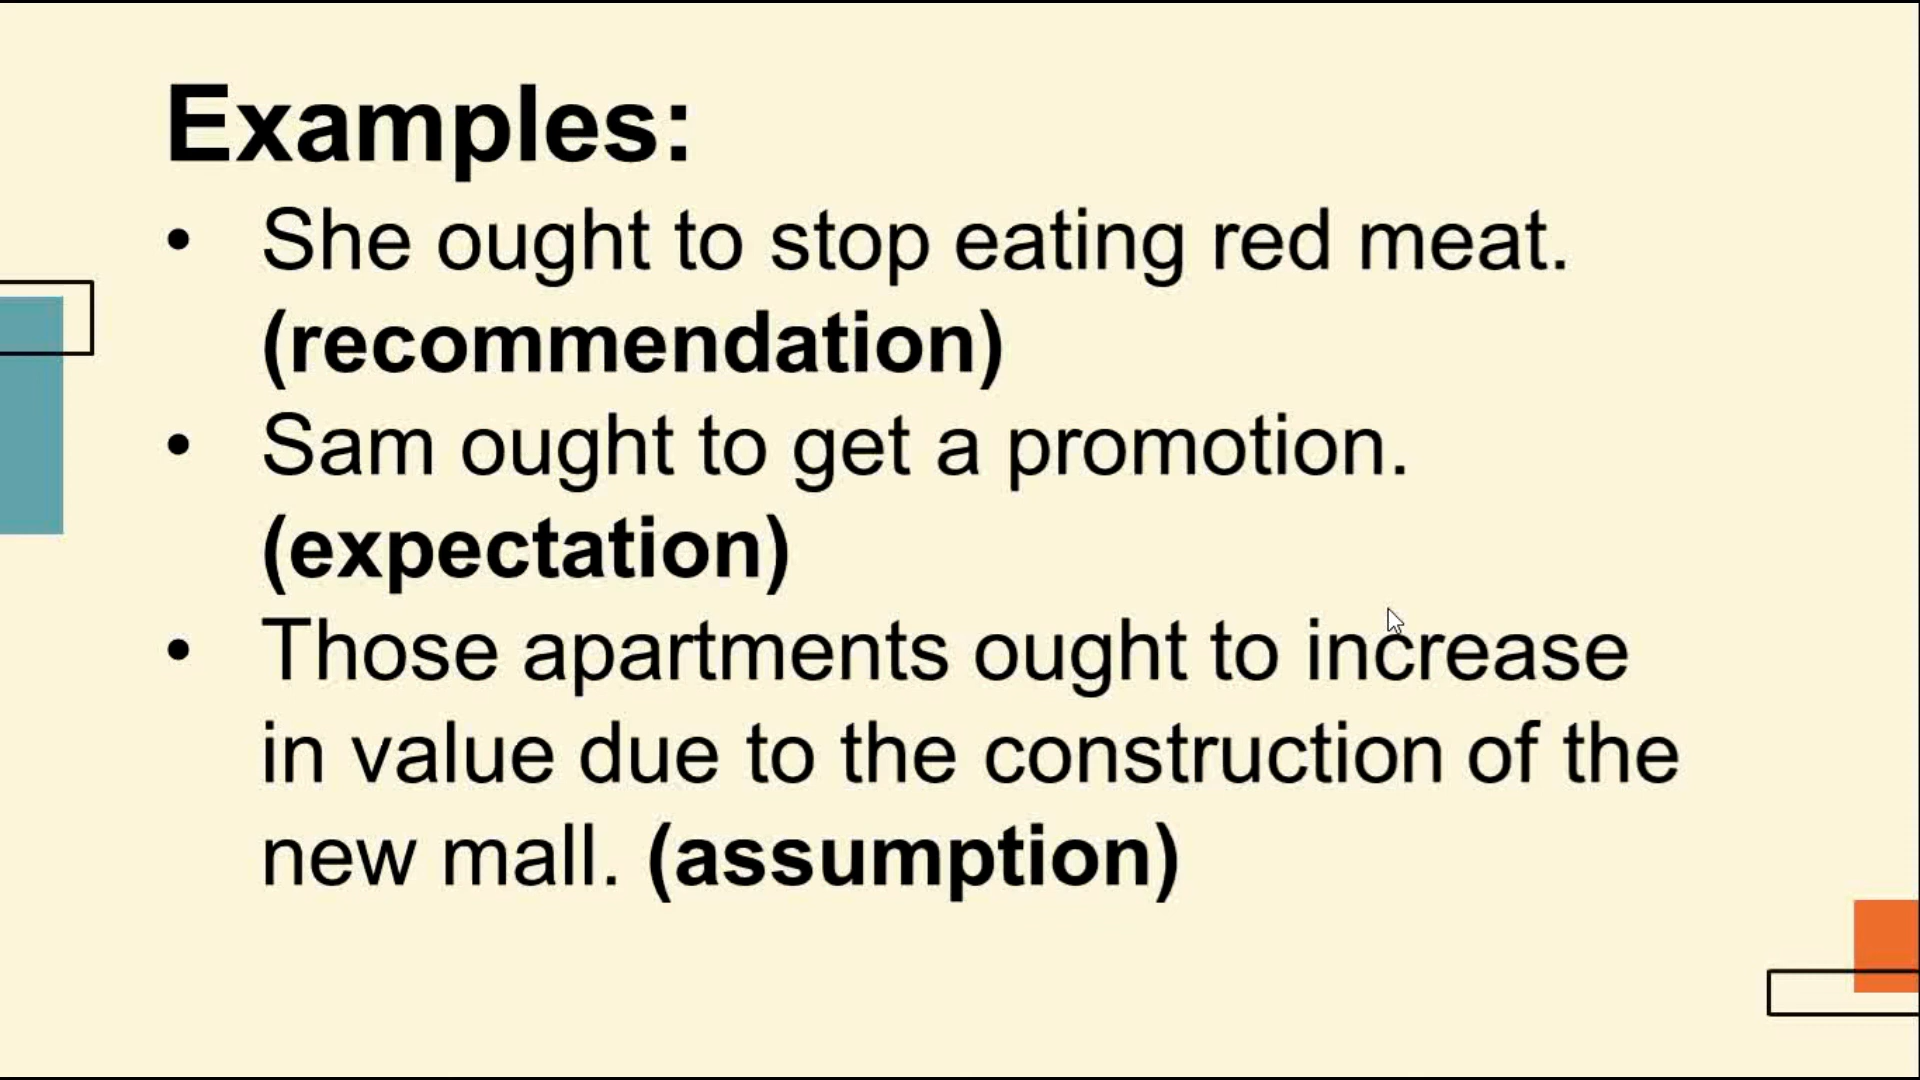 Examples:
• She ought to stop eating red meat.
(recommendation)
• Sam ought to get a promotion.
(expectation)
• Those apartments ought to increase
in value due to the construction of the
new mall. (assumption)